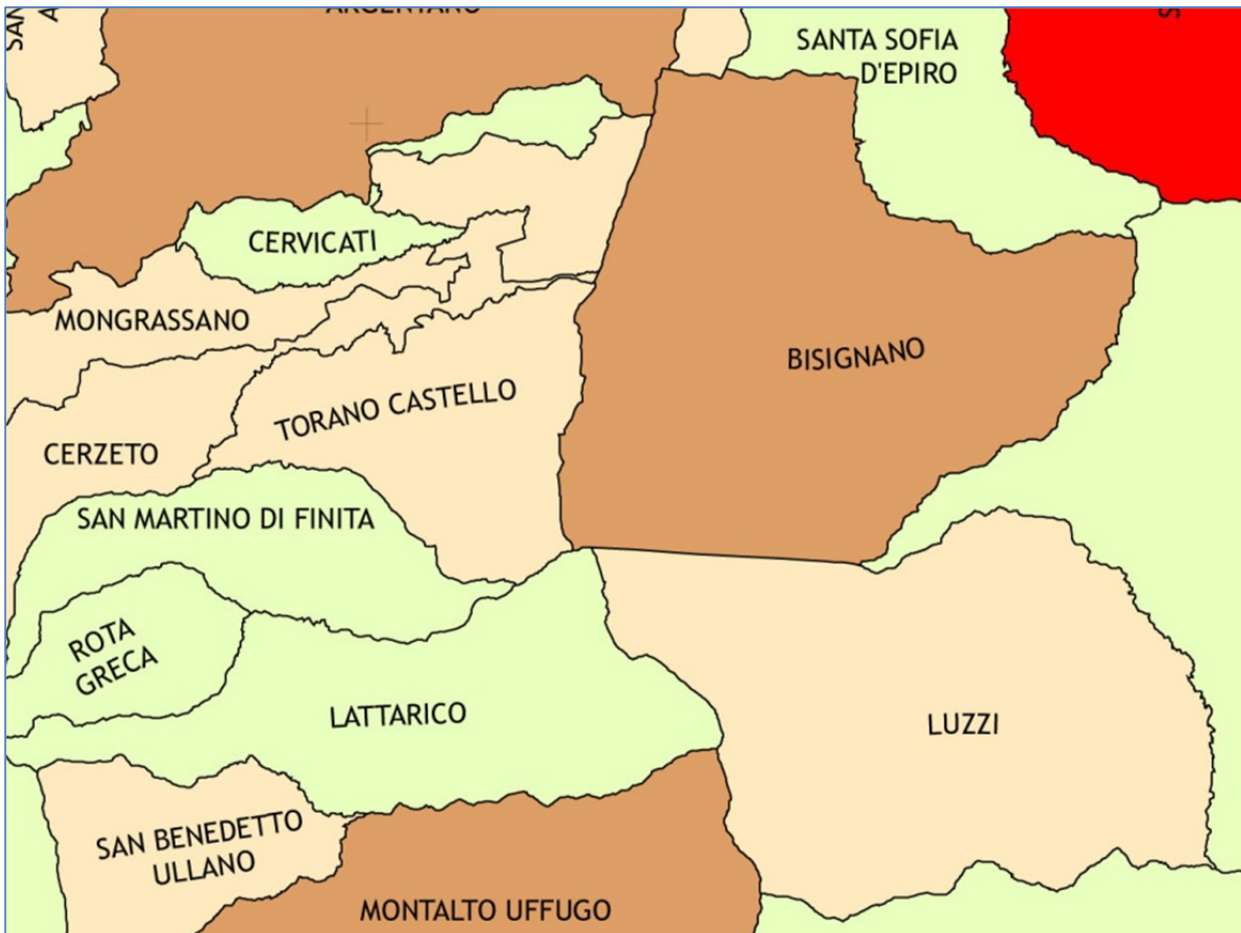 ARGENTANO
SANTA SOFIA
D'EPIRO
CERVICATI
MONGRASSANO
BISIGNANO
TORANO CASTELLO
CERZETO
SAN MARTINO DI FINITA
ROTA
GRECA
LATTARICO
LUZZI
SAN BENEDETTO
ULLANO
MONTALTO UFFUGO